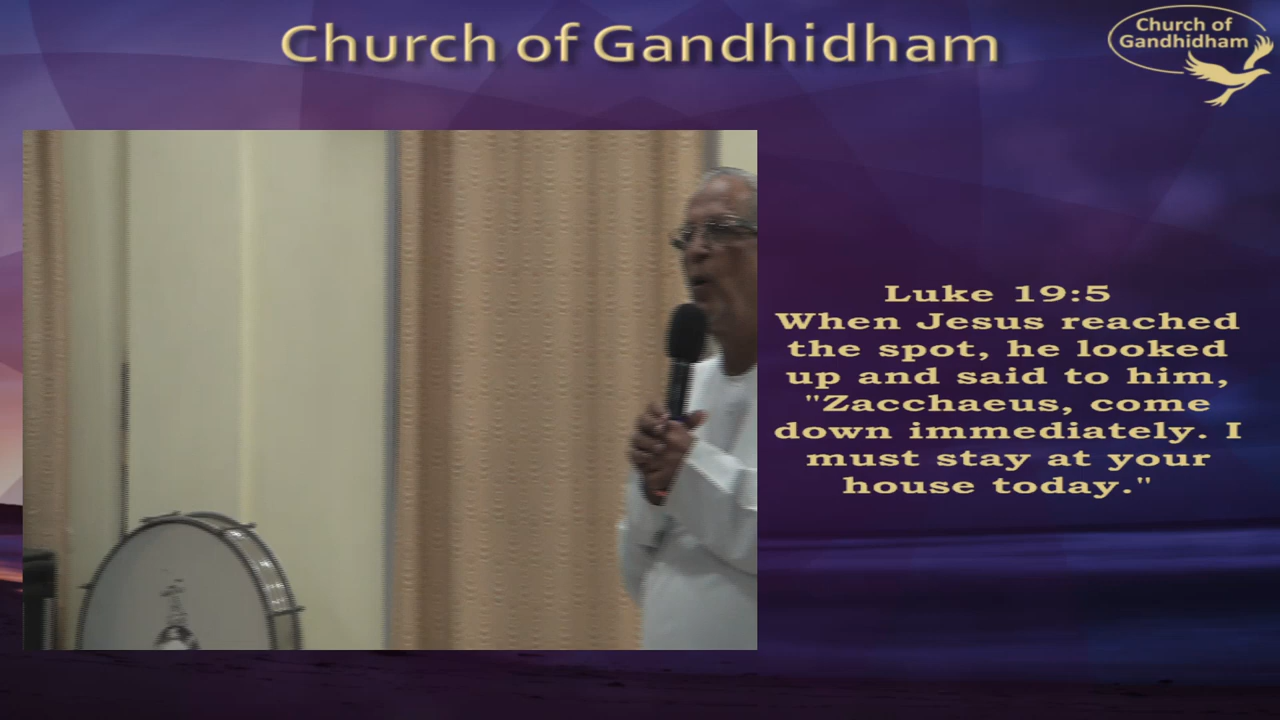 Church of Gandhidham
Church of
Gandhidham
Luke 19:5
When Jesus reached
the spot, he looked
up and said to him,
"Zacchaeus, come
down immediately. I
must stay at your
house today."